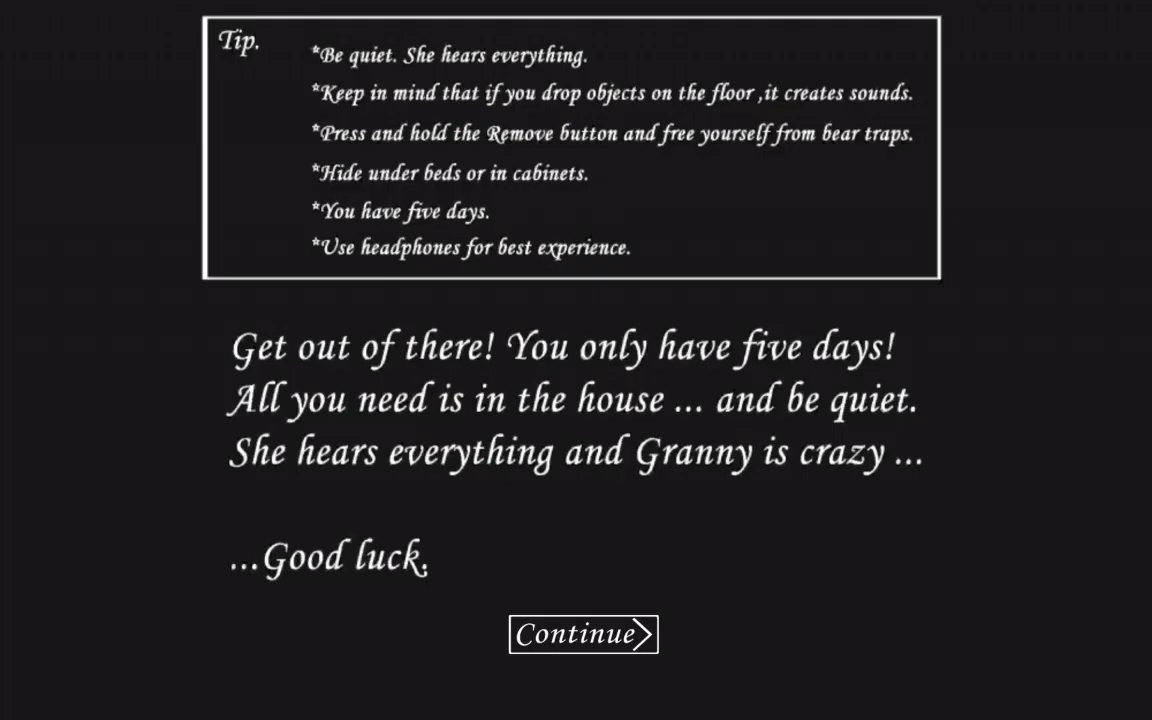 Tip.
*Be quiet. She hears everything.
*Keep in mind that if you drop objects on the floor ,it creates sounds.
*Press and hold the Remove button and free yourself from bear traps.
*Hide under beds or in cabinets.
*You have five days.
*Use headphones for best experience.
Get out of there! You only have five days!
All you need is in the house ... and be quiet.
She hears everything and Granny is crazy ...
...Good luck.
Continue>